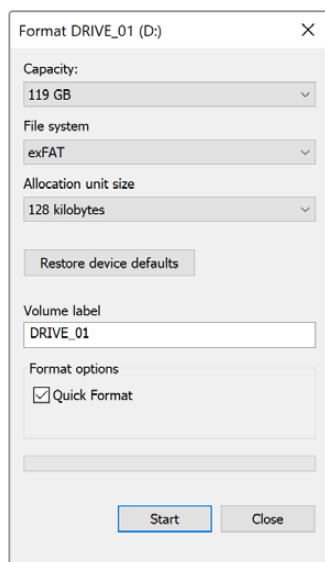 Format DRIVE_01 (D:)
Capacity:
119 GB
File system
exFAT
Allocation unit size
128 kilobytes
Restore device defaults
Volume label
DRIVE_01
Format options
Quick Format
Start Close